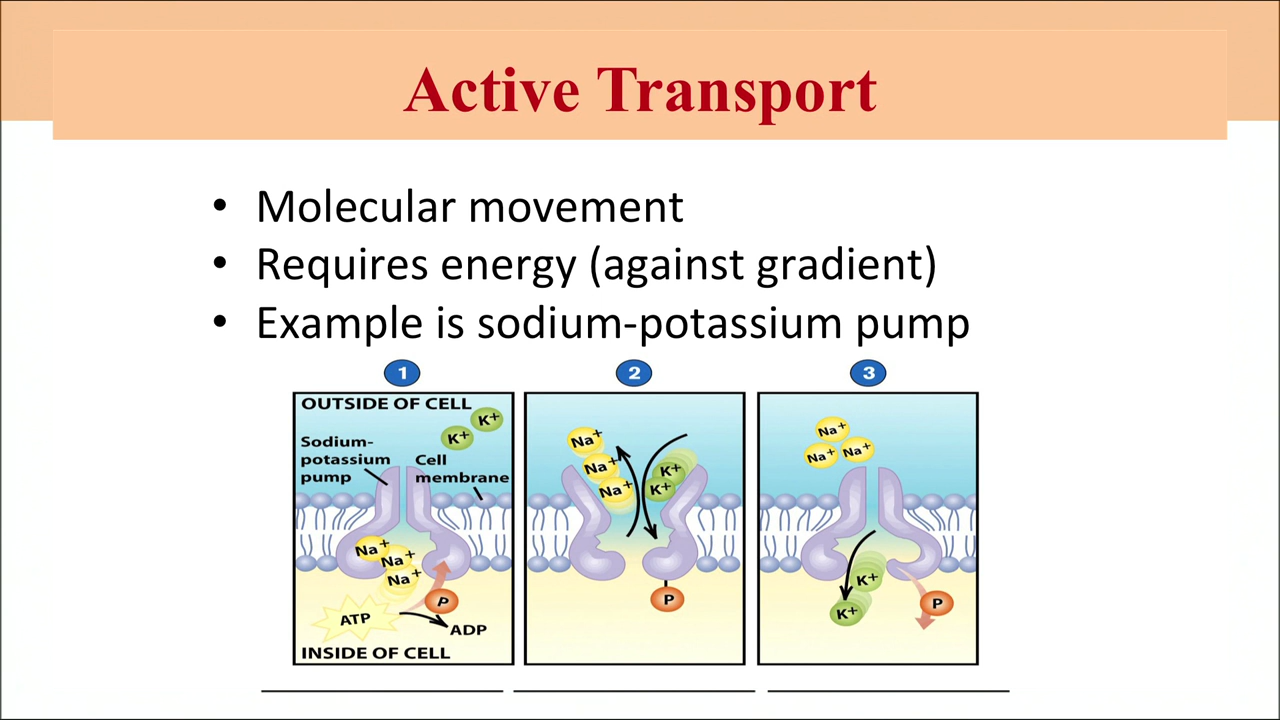 Active Transport
• Molecular movement
• Requires energy (against gradient)
• Example is sodium-potassium pump
1
OUTSIDE OF CELL
K+
K+
Sodium-
potassium
pump
Cell
membrane
Na+
Na+
Na+
P
ATP
ADP
INSIDE OF CELL
2
Na+
Na+
Na+
K+
K+
P
3
Na+
Na+
Na+
K+
K+
P